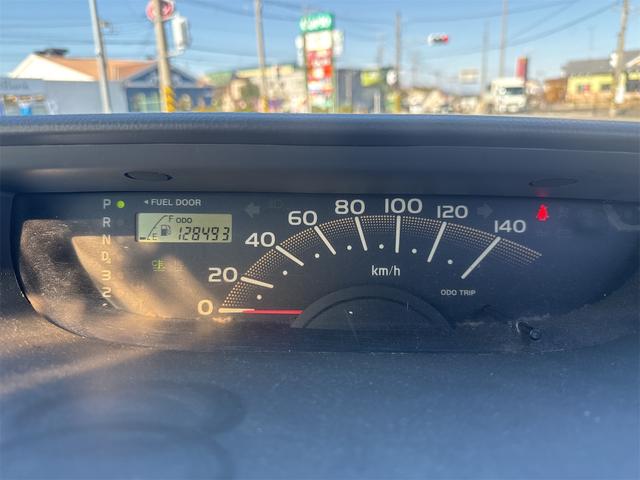 P
◄ FUEL DOOR
R
F ODO
E 128493
N
D
3
2
0
20
40
60
80
100
120
140
km/h
ODO TRIP